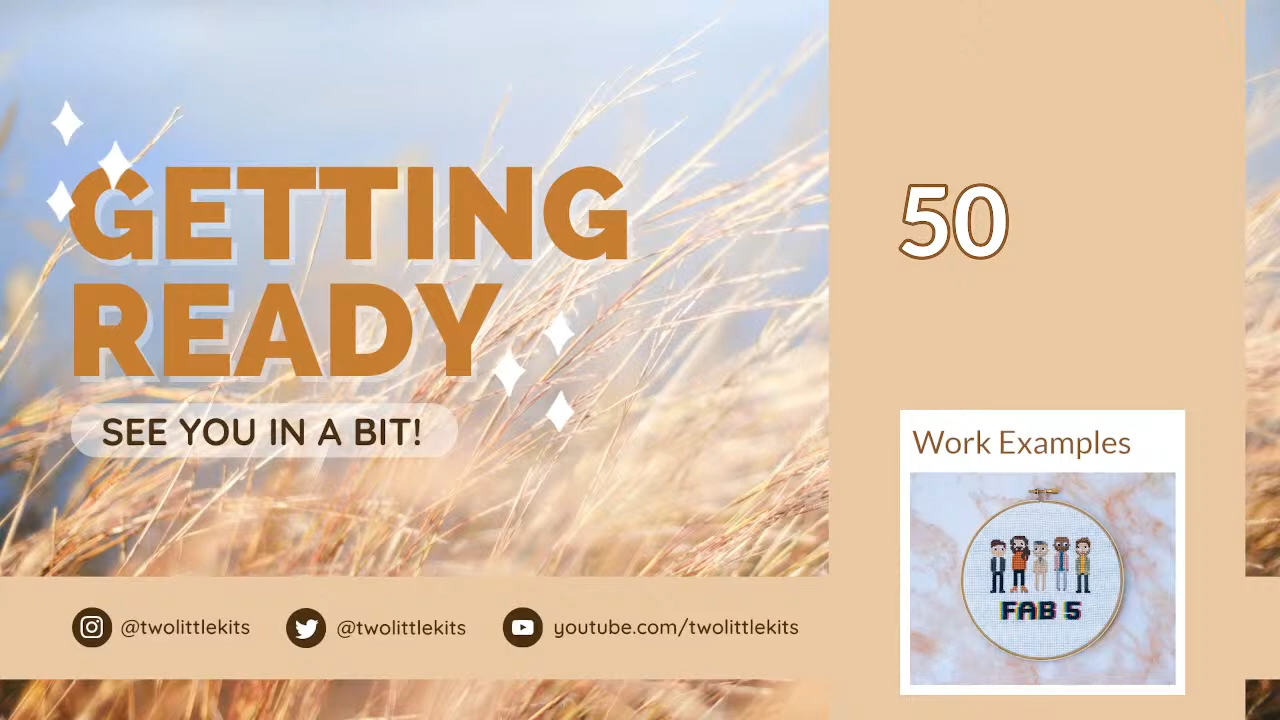 GETTING
READY
SEE YOU IN A BIT!
@twolittlekits
@twolittlekits
youtube.com/twolittlekits
50
Work Examples
FAB 5